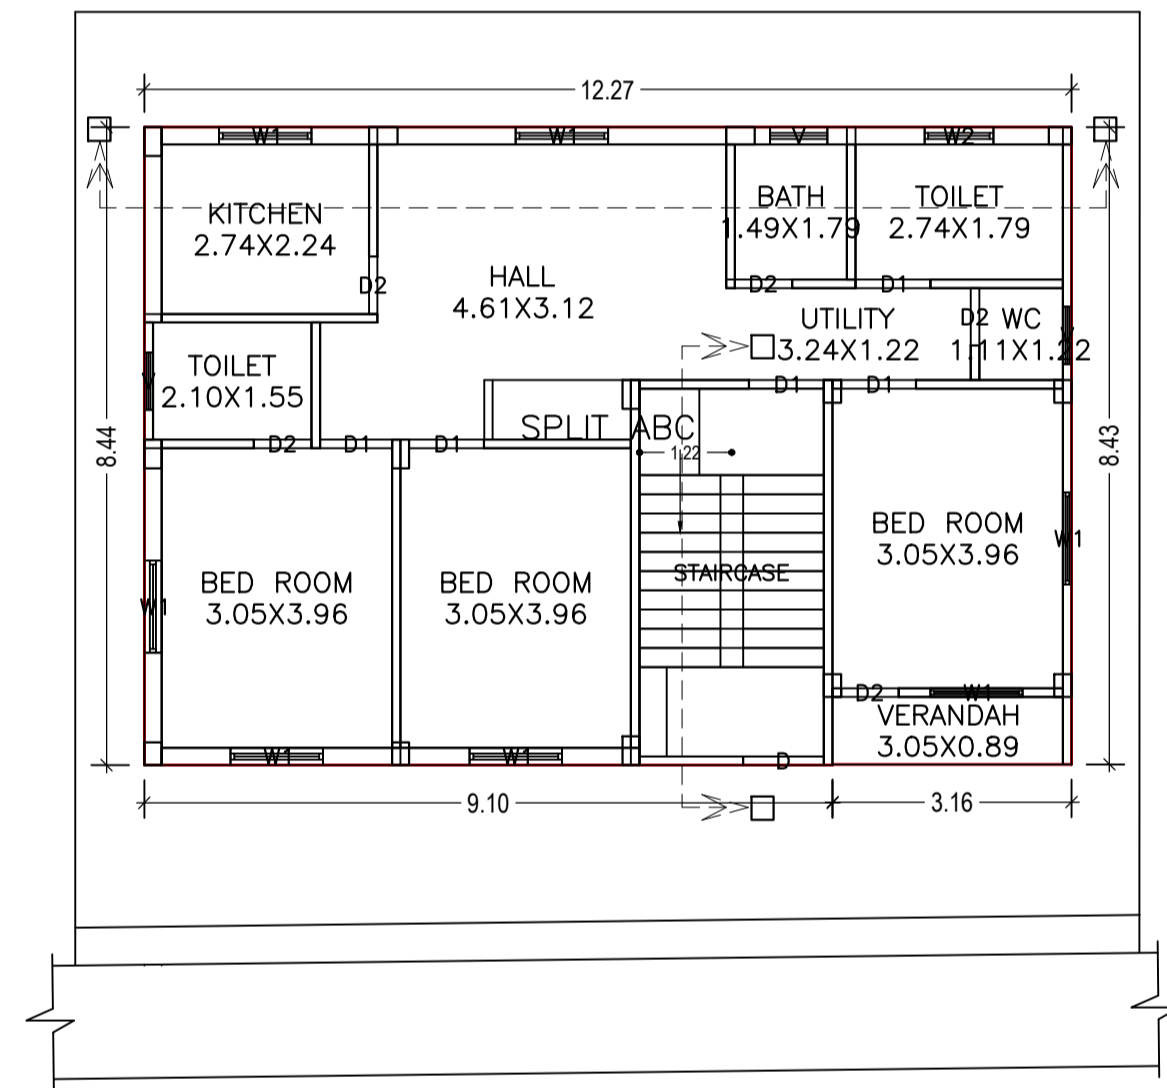 12.27
W1
W1
V
W2
KITCHEN
2.74X2.24
BATH
1.49X1.79
TOILET
2.74X1.79
HALL
4.61X3.12
D2
D2
D1
UTILITY
3.24X1.22
D2
WC
1.11X1.22
V
TOILET
2.10X1.55
V
D1
D1
SPLIT ABC
1.22
D2
D1
D1
8.44
8.43
BED ROOM
3.05X3.96
W1
STAIRCASE
BED ROOM
3.05X3.96
BED ROOM
3.05X3.96
W1
D2
W1
VERANDAH
3.05X0.89
W1
W1
D
9.10
3.16